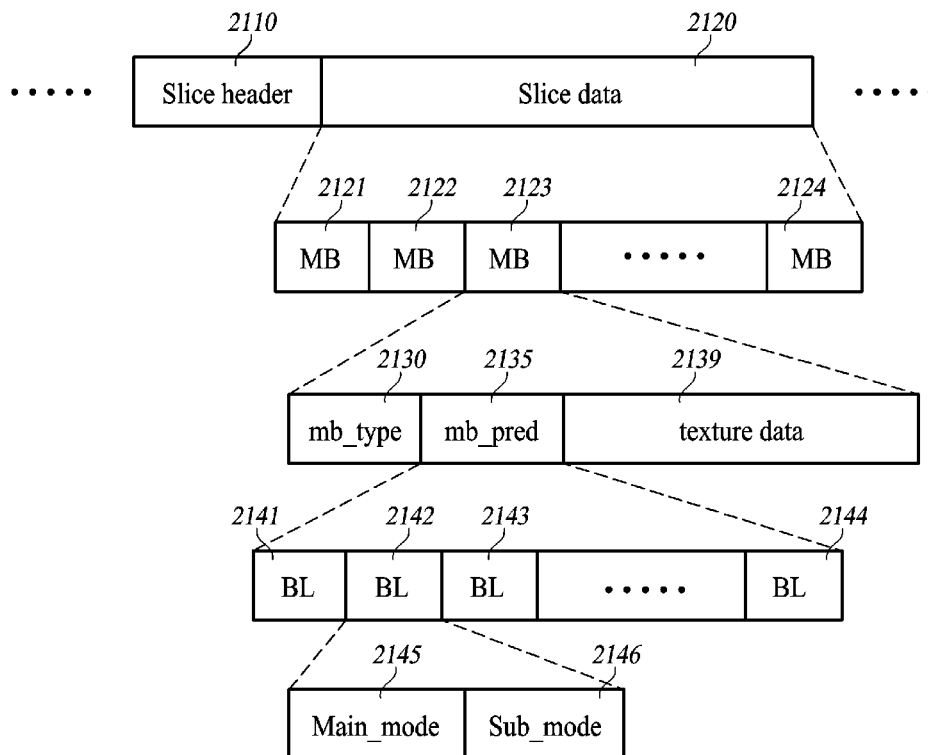 2110 2120
..... Slice header Slice data .....
2121 2122 2123 2124
MB MB MB ..... MB
2130 2135 2139
mb_type mb_pred texture data
2141 2142 2143 2144
BL BL BL ..... BL
2145 2146
Main_mode Sub_mode